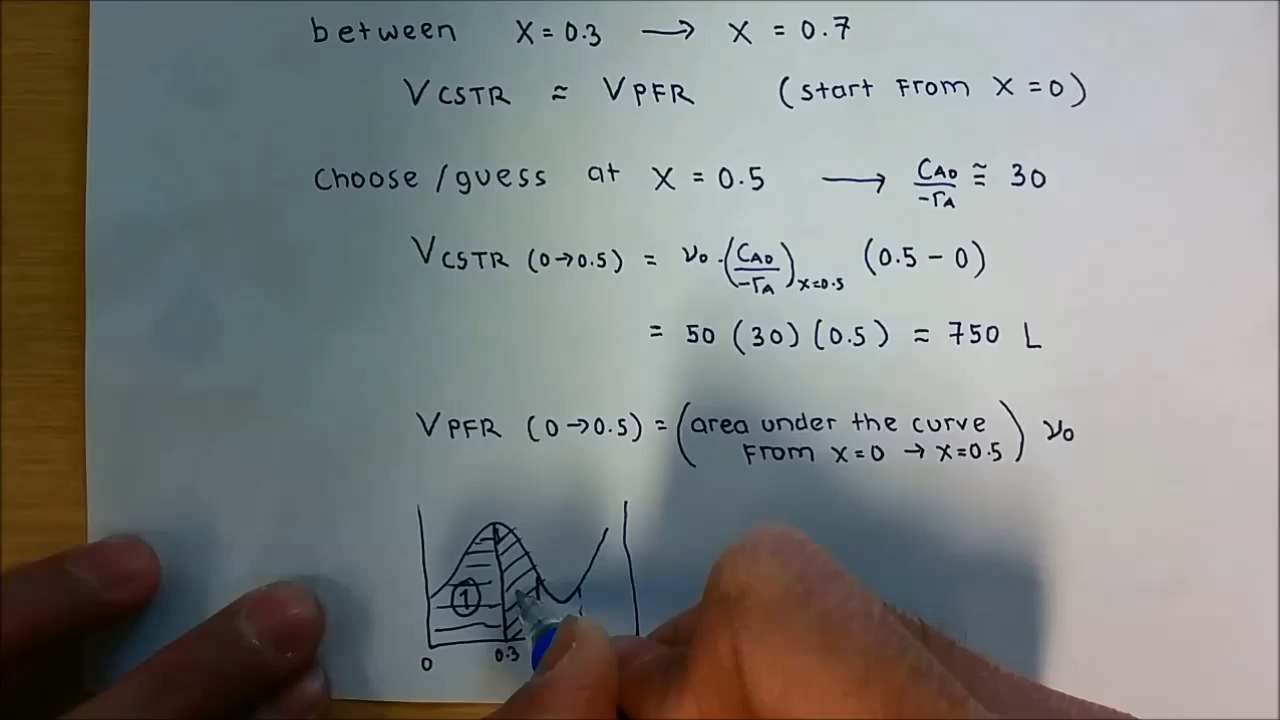 between X = 0.3 → X = 0.7
VCSTR ≈ VPFR (start from X = 0)
choose/guess at X = 0.5 → CA0/-rA ≅ 30
VCSTR (0→0.5) = ν0 · (CA0/-rA)X=0.5 (0.5 - 0)
= 50 (30) (0.5) ≈ 750 L
VPFR (0→0.5) = (area under the curve
from X=0 → X=0.5) ν0
①
0 0.3